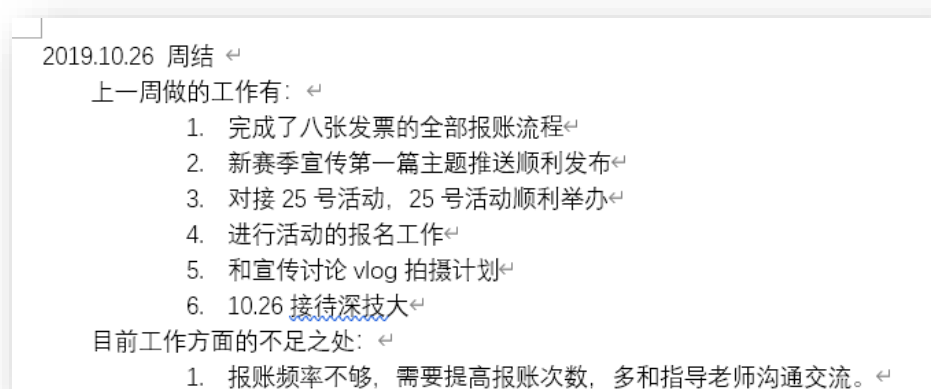 2019.10.26 周结
上一周做的工作有：
1. 完成了八张发票的全部报账流程
2. 新赛季宣传第一篇主题推送顺利发布
3. 对接 25 号活动，25 号活动顺利举办
4. 进行活动的报名工作
5. 和宣传讨论 vlog 拍摄计划
6. 10.26 接待深技大
目前工作方面的不足之处：
1. 报账频率不够，需要提高报账次数，多和指导老师沟通交流。